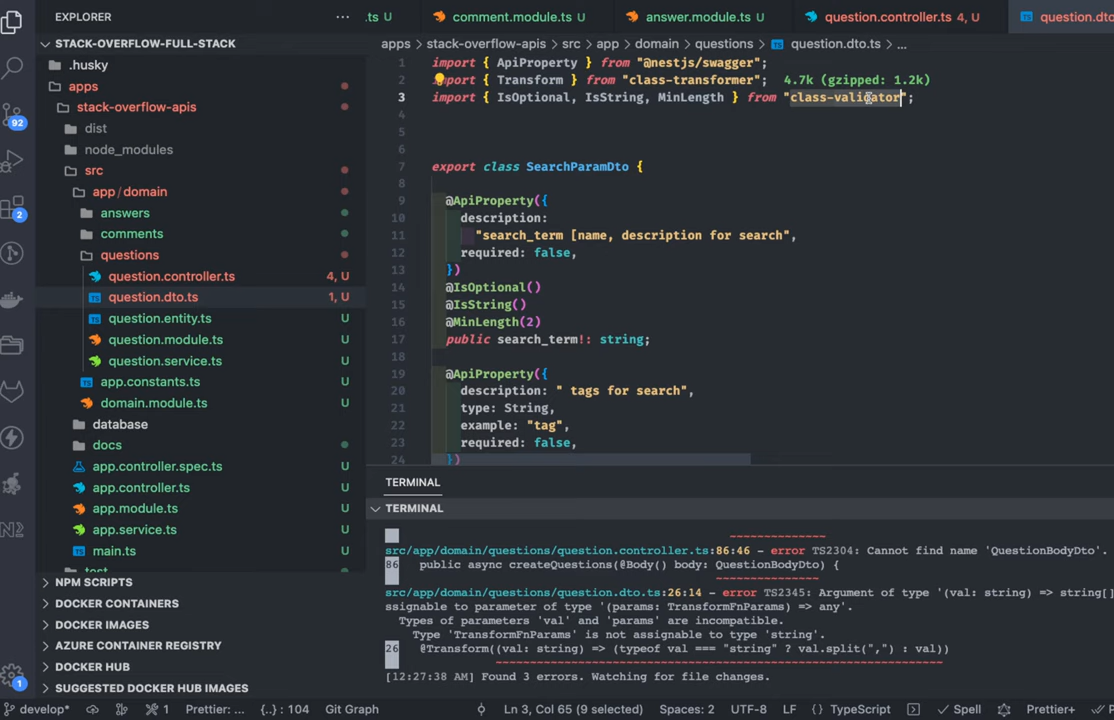 EXPLORER
...
STACK-OVERFLOW-FULL-STACK
.husky
apps
stack-overflow-apis
dist
node_modules
src
app / domain
answers
comments
questions
question.controller.ts 4, U
question.dto.ts 1, U
question.entity.ts U
question.module.ts U
question.service.ts U
app.constants.ts U
domain.module.ts U
database
docs
app.controller.spec.ts U
app.controller.ts U
app.module.ts U
app.service.ts U
main.ts U
test
NPM SCRIPTS
DOCKER CONTAINERS
DOCKER IMAGES
AZURE CONTAINER REGISTRY
DOCKER HUB
SUGGESTED DOCKER HUB IMAGES
92
2
1
.ts U comment.module.ts U answer.module.ts U question.controller.ts 4, U TS question.dto
apps > stack-overflow-apis > src > app > domain > questions > TS question.dto.ts > ...
1 import { ApiProperty } from "@nestjs/swagger";
2 import { Transform } from "class-transformer"; 4.7k (gzipped: 1.2k)
3 import { IsOptional, IsString, MinLength } from "class-validator";
4
5
6
7 export class SearchParamDto {
8
9 @ApiProperty({
10 description:
11 "search_term [name, description for search",
12 required: false,
13 })
14 @IsOptional()
15 @IsString()
16 @MinLength(2)
17 public search_term!: string;
18
19 @ApiProperty({
20 description: " tags for search",
21 type: String,
22 example: "tag",
23 required: false,
24 })
TERMINAL
TERMINAL
~~~~~~~~~~~~~~
src/app/domain/questions/question.controller.ts:86:46 - error TS2304: Cannot find name 'QuestionBodyDto'.
86 public async createQuestions(@Body() body: QuestionBodyDto) {
~~~~~~~~~~~~~~~
src/app/domain/questions/question.dto.ts:26:14 - error TS2345: Argument of type '(val: string) => string[]
ssignable to parameter of type '(params: TransformFnParams) => any'.
Types of parameters 'val' and 'params' are incompatible.
Type 'TransformFnParams' is not assignable to type 'string'.
26 @Transform((val: string) => (typeof val === "string" ? val.split(",") : val))
~~~~~~~~~~~~~~~~~~~~~~~~~~~~~~~~~~~~~~~~~~~~~~~~~~~~~~~~~~~~~~~
[12:27:38 AM] Found 3 errors. Watching for file changes.
develop* 1 Prettier: ... {..} : 104 Git Graph Ln 3, Col 65 (9 selected) Spaces: 2 UTF-8 LF {} TypeScript Spell Prettier+